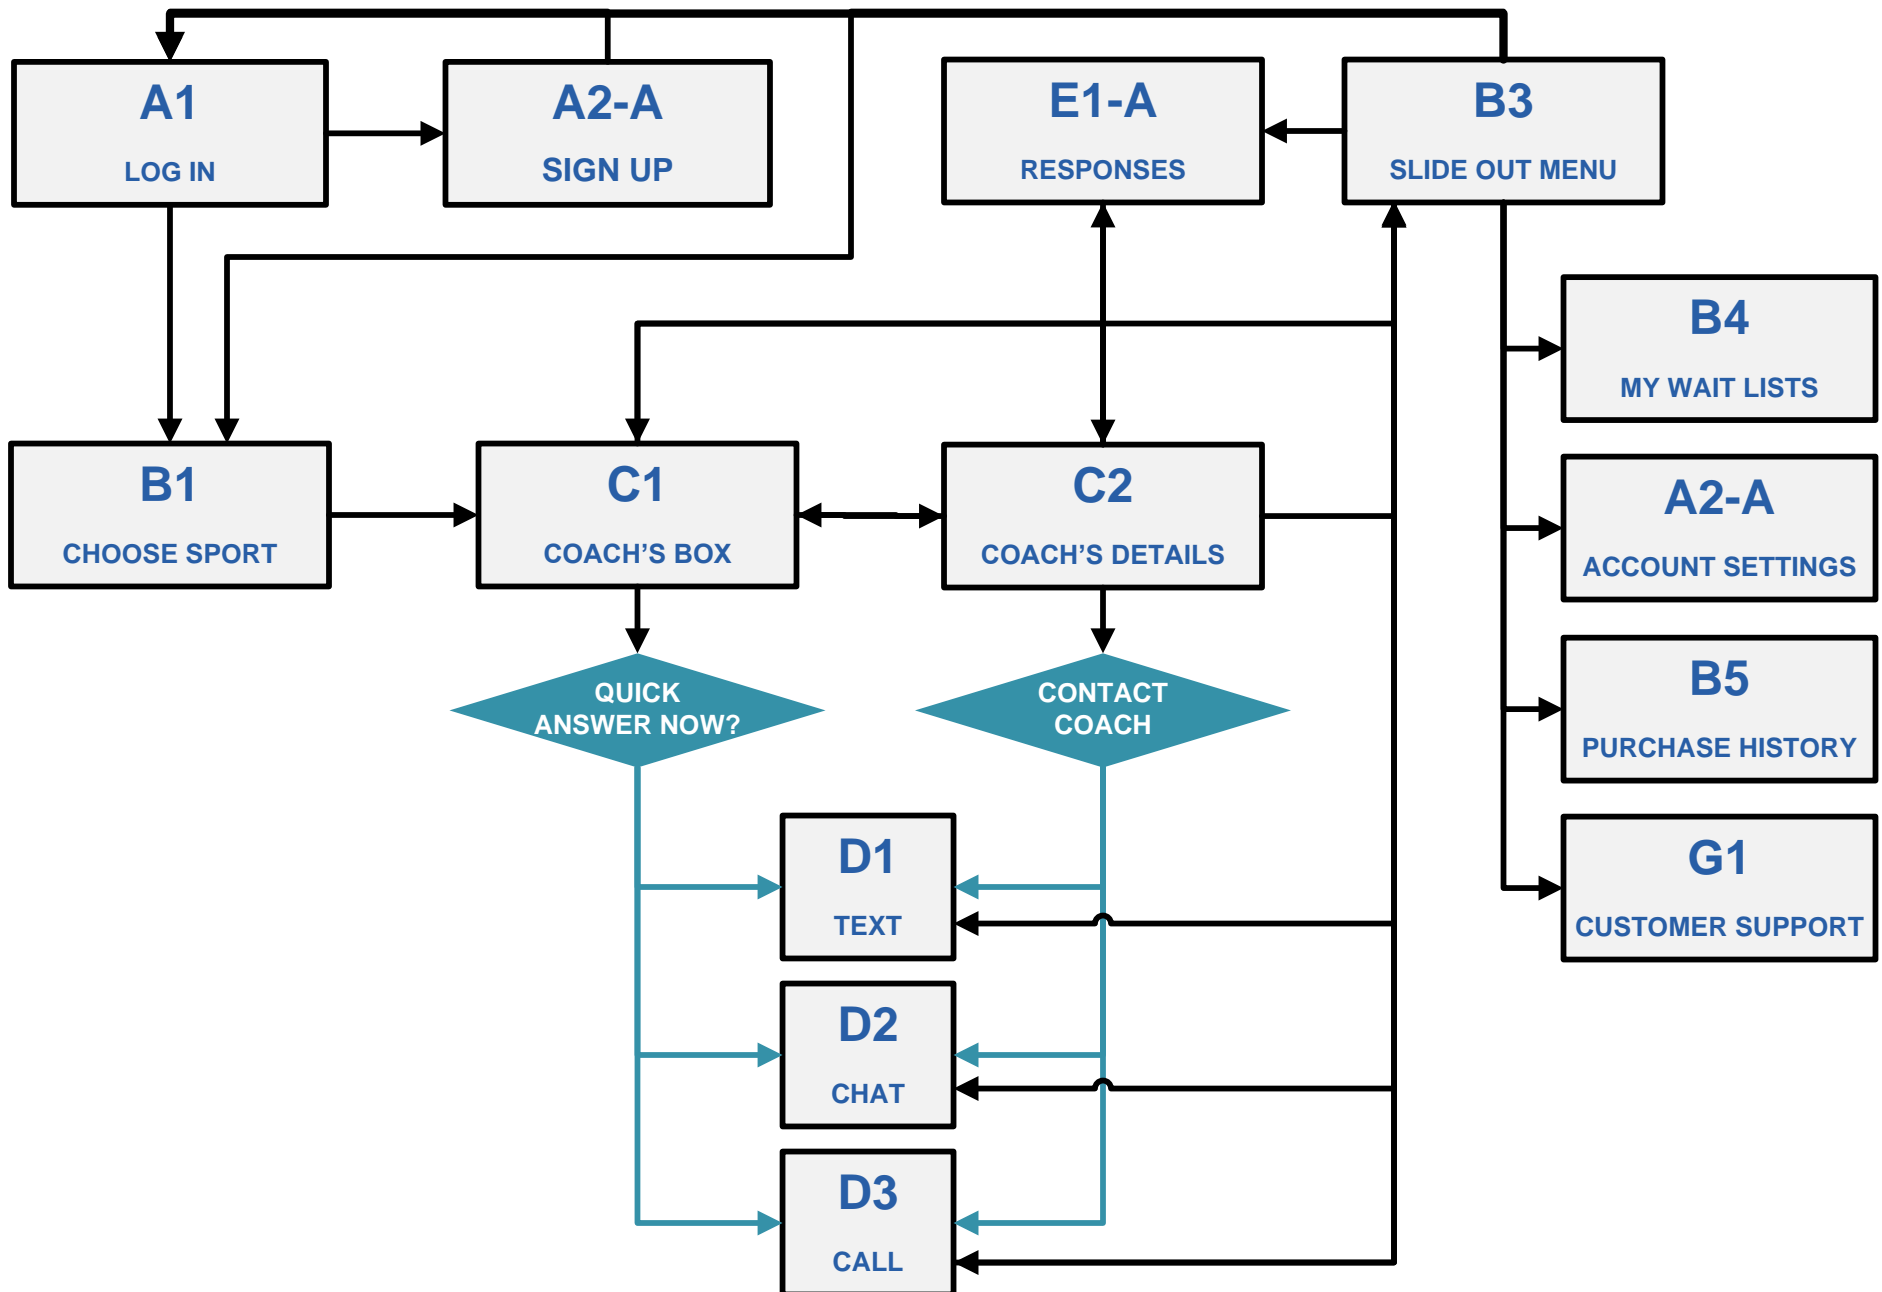 A1
LOG IN
A2-A
SIGN UP
E1-A
RESPONSES
B3
SLIDE OUT MENU
B4
MY WAIT LISTS
B1
CHOOSE SPORT
C1
COACH’S BOX
C2
COACH’S DETAILS
A2-A
ACCOUNT SETTINGS
QUICK
ANSWER NOW?
CONTACT
COACH
B5
PURCHASE HISTORY
D1
TEXT
G1
CUSTOMER SUPPORT
D2
CHAT
D3
CALL